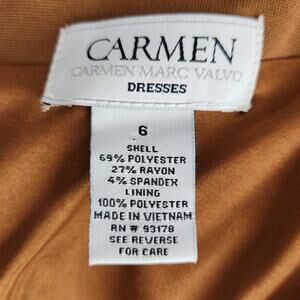 CARMEN
CARMEN MARC VALVO
DRESSES
6
SHELL
69% POLYESTER
27% RAYON
4% SPANDEX
LINING
100% POLYESTER
MADE IN VIETNAM
RN # 93178
SEE REVERSE
FOR CARE